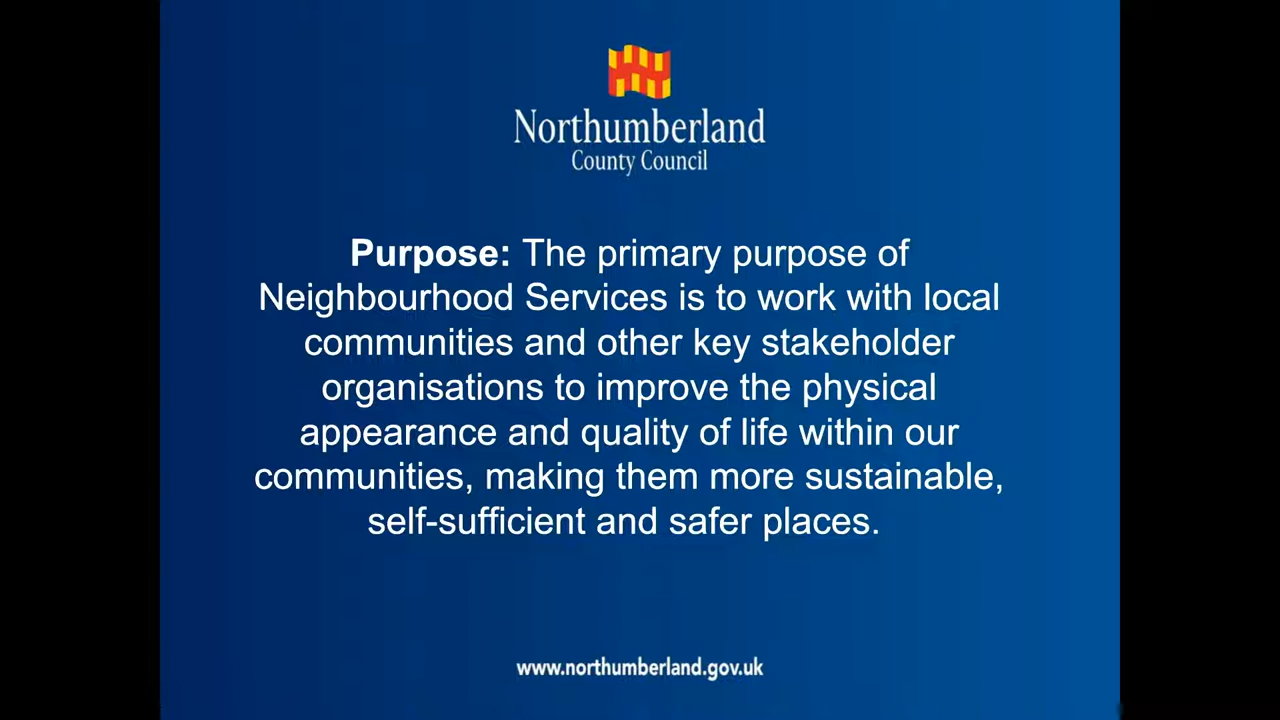 Northumberland
County Council
Purpose: The primary purpose of
Neighbourhood Services is to work with local
communities and other key stakeholder
organisations to improve the physical
appearance and quality of life within our
communities, making them more sustainable,
self-sufficient and safer places.
www.northumberland.gov.uk